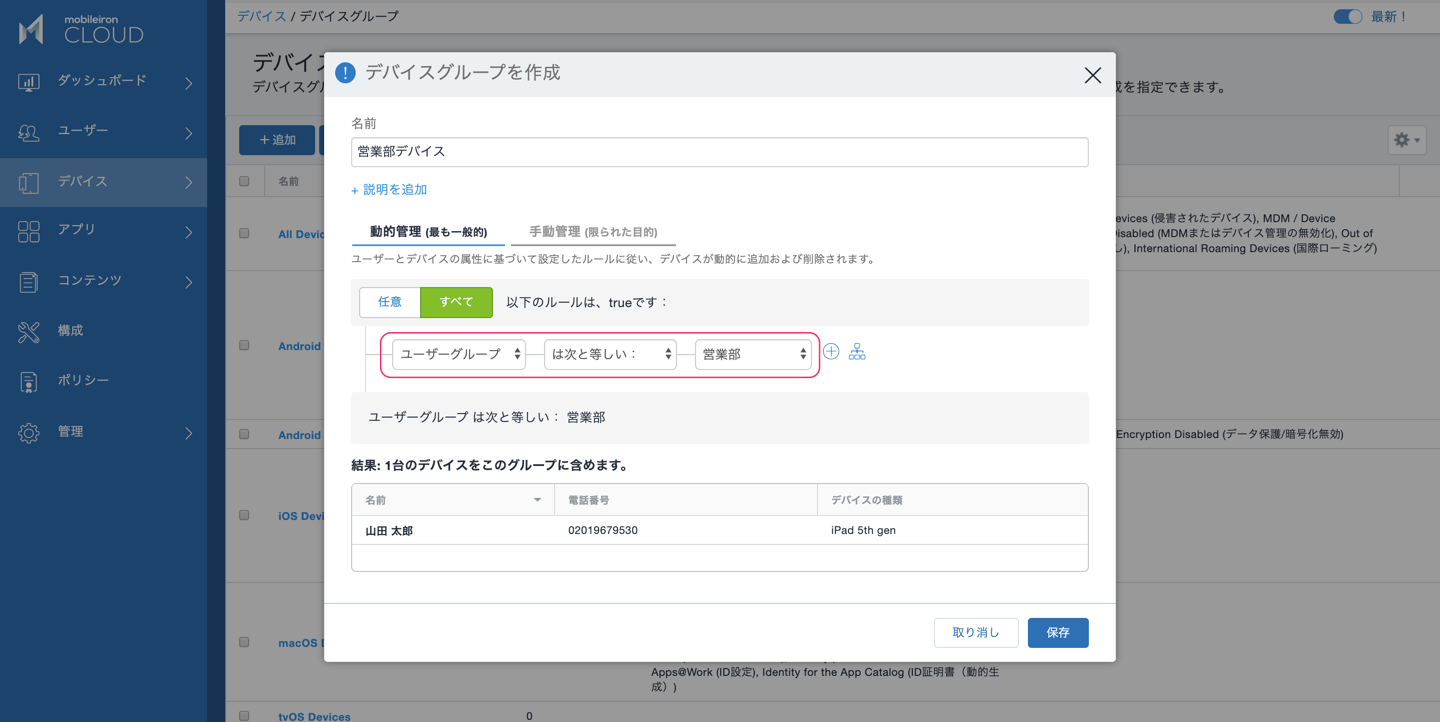 mobileiron
CLOUD
ダッシュボード
ユーザー
デバイス
アプリ
コンテンツ
構成
ポリシー
管理
デバイス / デバイスグループ
最新！
デバイス
デバイスグル
成を指定できます。
＋追加
名前
All Devic
evices (侵害されたデバイス), MDM / Device
isabled (MDMまたはデバイス管理の無効化), Out of
し), International Roaming Devices (国際ローミング)
Android
Android
Encryption Disabled (データ保護/暗号化無効)
iOS Devi
macOS D
Apps@Work (ID設定), Identity for the App Catalog (ID証明書（動的生
成）)
tvOS Devices
0
! デバイスグループを作成
名前
営業部デバイス
+ 説明を追加
動的管理 (最も一般的)
手動管理 (限られた目的)
ユーザーとデバイスの属性に基づいて設定したルールに従い、デバイスが動的に追加および削除されます。
任意 すべて 以下のルールは、trueです：
ユーザーグループ は次と等しい： 営業部
ユーザーグループ は次と等しい： 営業部
結果: 1台のデバイスをこのグループに含めます。
名前 電話番号 デバイスの種類
山田 太郎 02019679530 iPad 5th gen
取り消し 保存